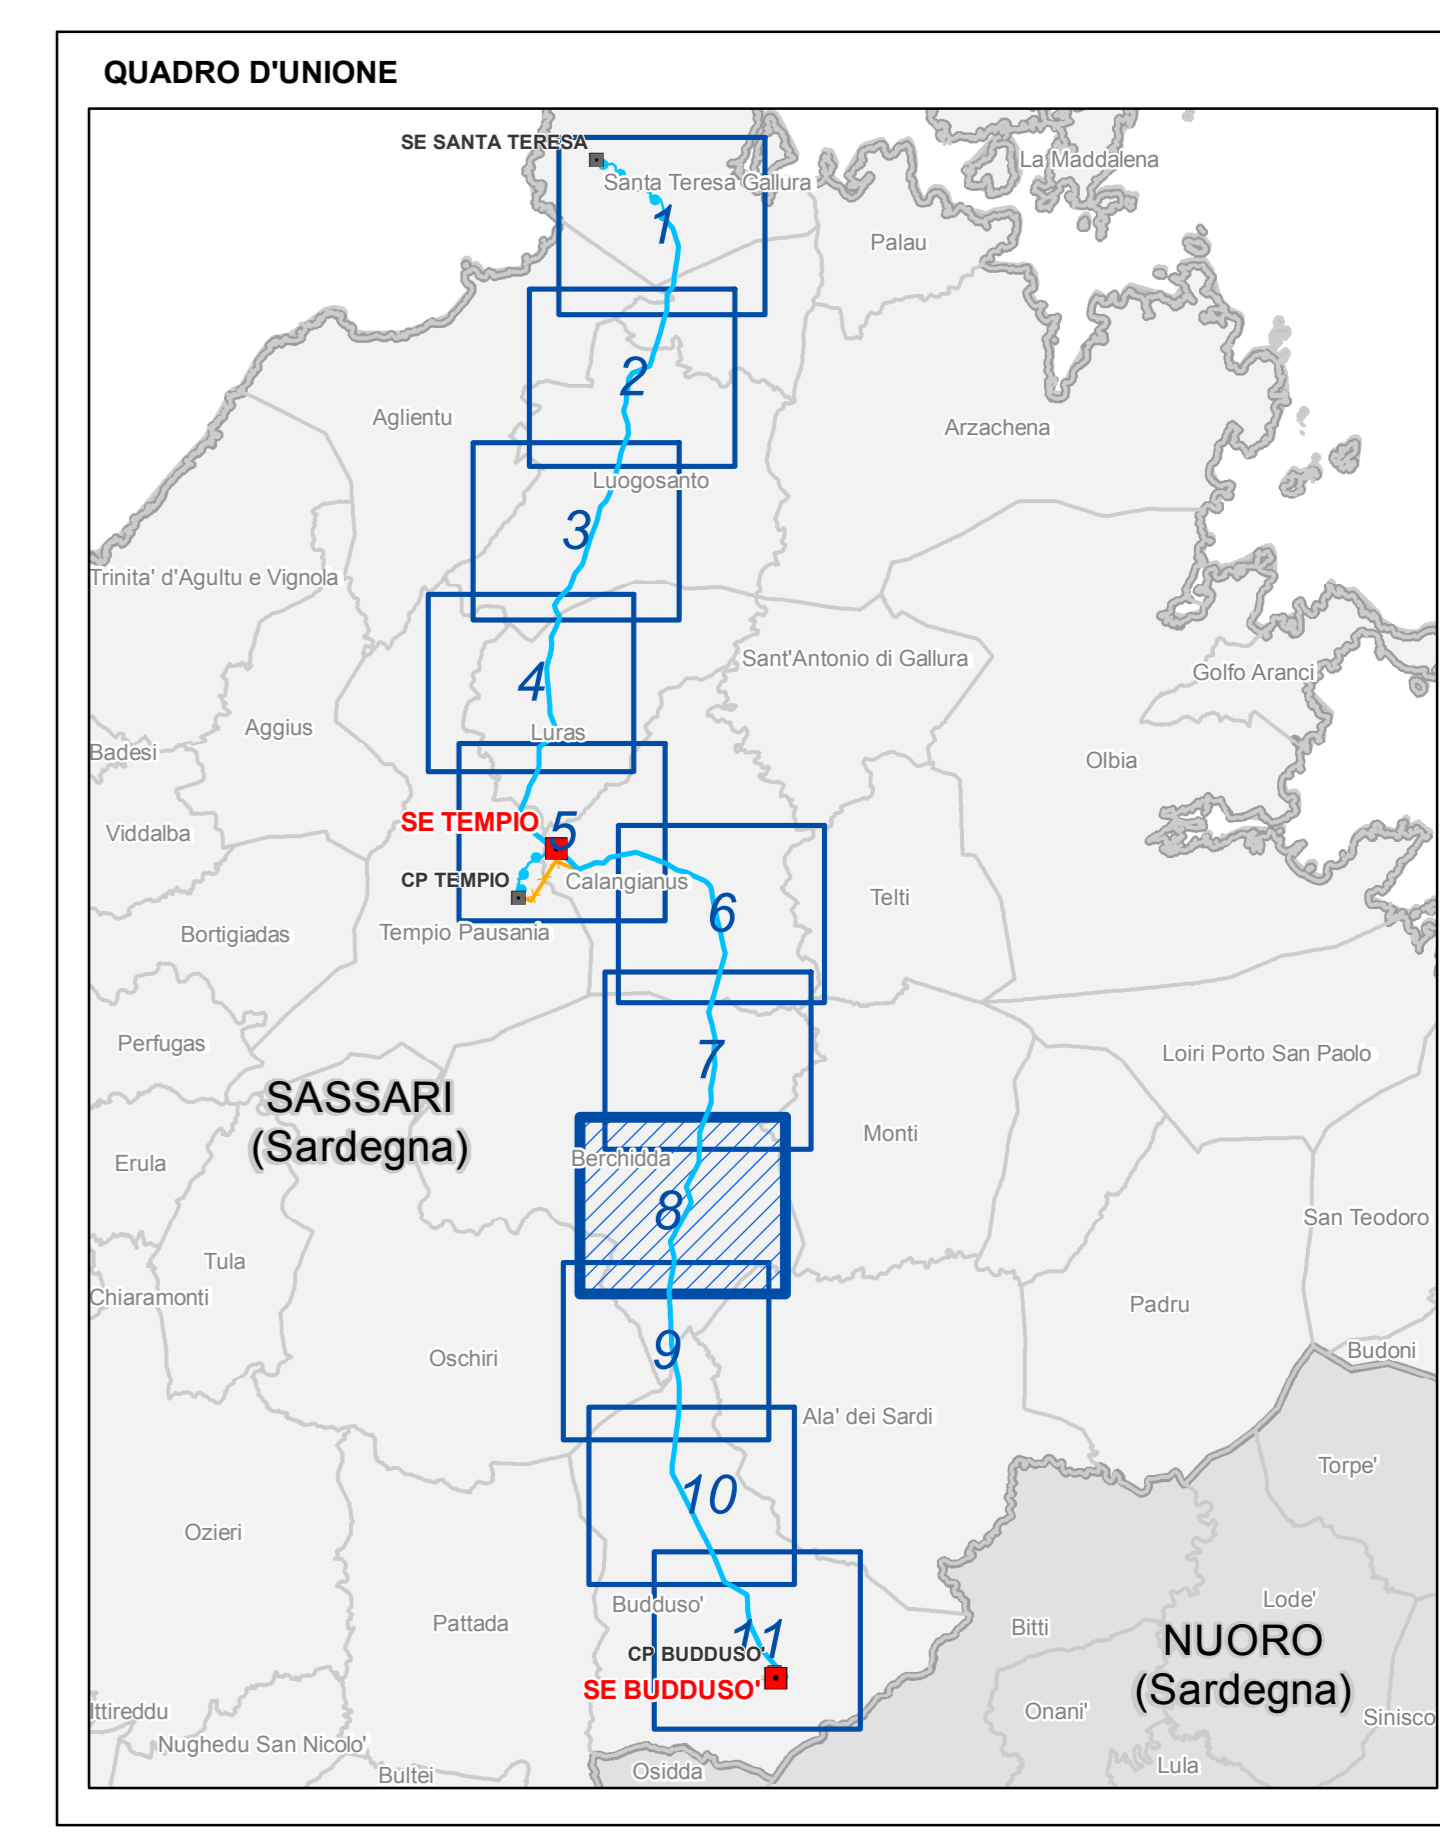 QUADRO D'UNIONE
SE SANTA TERESA
La Maddalena
Santa Teresa Gallura
1
Palau
2
Aglientu
Arzachena
Luogosanto
3
Trinita' d'Agultu e Vignola
Sant'Antonio di Gallura
Golfo Aranci
4
Aggius
Luras
Badesi
Olbia
SE TEMPIO
5
Viddalba
CP TEMPIO
Calangianus
Telti
6
Bortigiadas
Tempio Pausania
Perfugas
7
Loiri Porto San Paolo
SASSARI
(Sardegna)
Monti
Erula
Berchidda
8
San Teodoro
Tula
Chiaramonti
Padru
9
Oschiri
Budoni
Ala' dei Sardi
Torpe'
10
Ozieri
Budduso'
Lode'
Pattada
Bitti
11
NUORO
(Sardegna)
CP BUDDUSO'
SE BUDDUSO'
Ittireddu
Onani'
Sinisco
Nughedu San Nicolo'
Bultei
Osidda
Lula